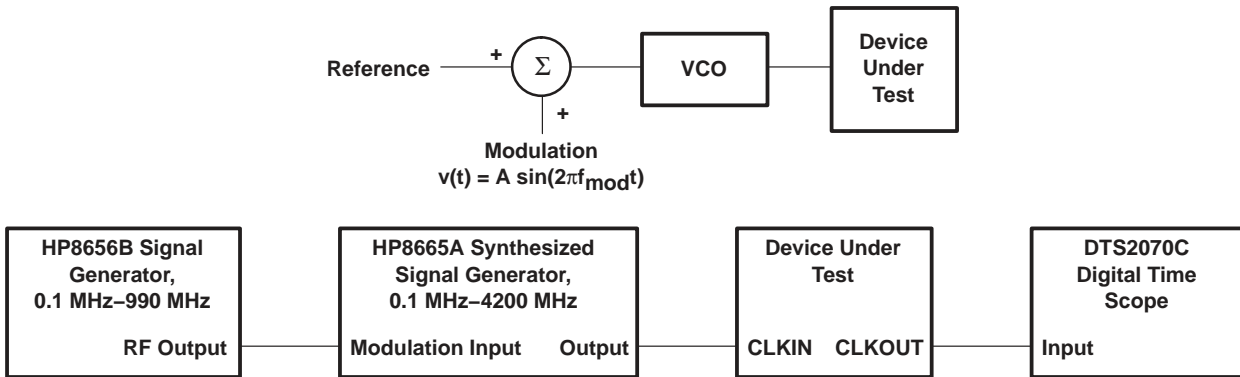 Reference
+
Σ
+
VCO
Device
Under
Test
Modulation
v(t) = A sin(2πfmodt)
HP8656B Signal
Generator,
0.1 MHz–990 MHz
RF Output
HP8665A Synthesized
Signal Generator,
0.1 MHz–4200 MHz
Modulation Input Output
Device Under
Test
CLKIN CLKOUT
DTS2070C
Digital Time
Scope
Input